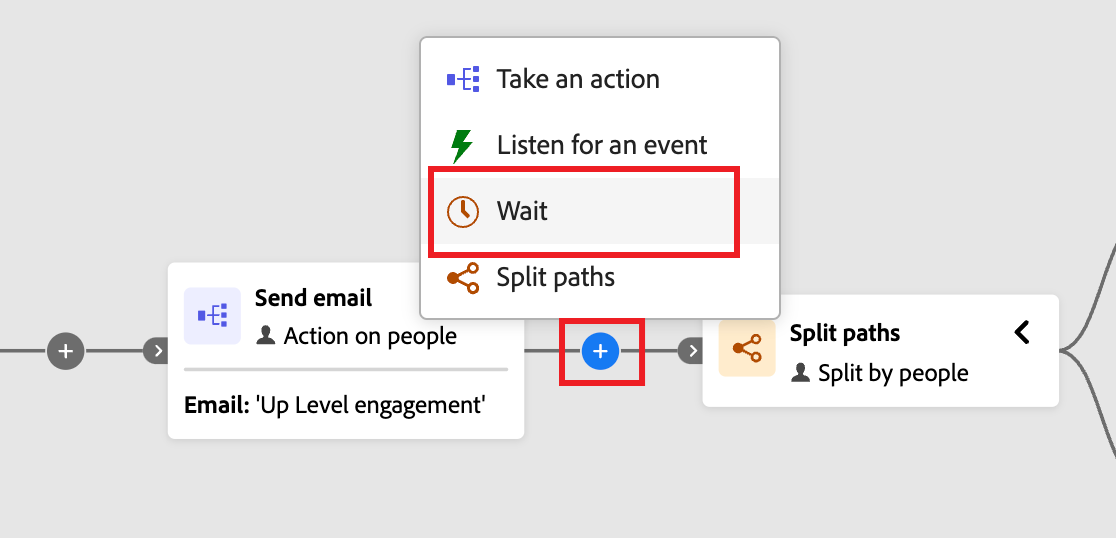 Take an action
Listen for an event
Wait
Split paths
Send email
Action on people
Email: 'Up Level engagement'
Split paths
Split by people